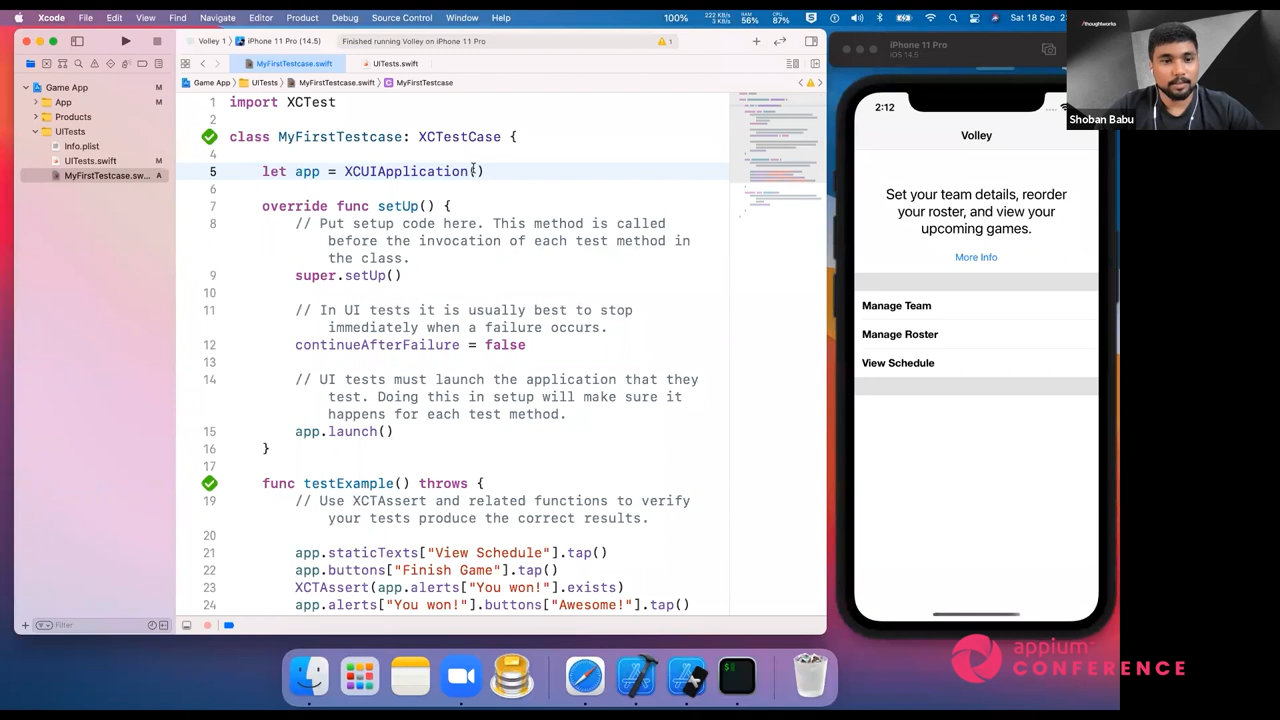 Xcode File Edit View Find Navigate Editor Product Debug Source Control Window Help 100% 222 KB/s 3 KB/s RAM 56% CPU 87% Sat 18 Sep
Volley 1 iPhone 11 Pro (14.5) Finished running Volley on iPhone 11 Pro 1
MyFirstTestcase.swift UITests.swift
Game App UITests MyFirstTestcase.swift MyFirstTestcase
Game App M
App M
Products
UITests
Info.plist
UITests.swift M
MyFirstTestcase.sw... A
1 import XCTest
2
class MyFirstTestcase: XCTestCase {
4
5 let app = XCUIApplication()
6
override func setUp() {
8 // Put setup code here. This method is called
before the invocation of each test method in
the class.
9 super.setUp()
10
11 // In UI tests it is usually best to stop
immediately when a failure occurs.
12 continueAfterFailure = false
13
14 // UI tests must launch the application that they
test. Doing this in setup will make sure it
happens for each test method.
15 app.launch()
16 }
17
func testExample() throws {
19 // Use XCTAssert and related functions to verify
your tests produce the correct results.
20
21 app.staticTexts["View Schedule"].tap()
22 app.buttons["Finish Game"].tap()
23 XCTAssert(app.alerts["You won!"].exists)
24 app.alerts["You won!"].buttons["Awesome!"].tap()
Filter
iPhone 11 Pro
iOS 14.5
2:12
Volley
Set your team details, reorder
your roster, and view your
upcoming games.
More Info
Manage Team
Manage Roster
View Schedule
/thoughtworks
Shoban Babu
appium
CONFERENCE